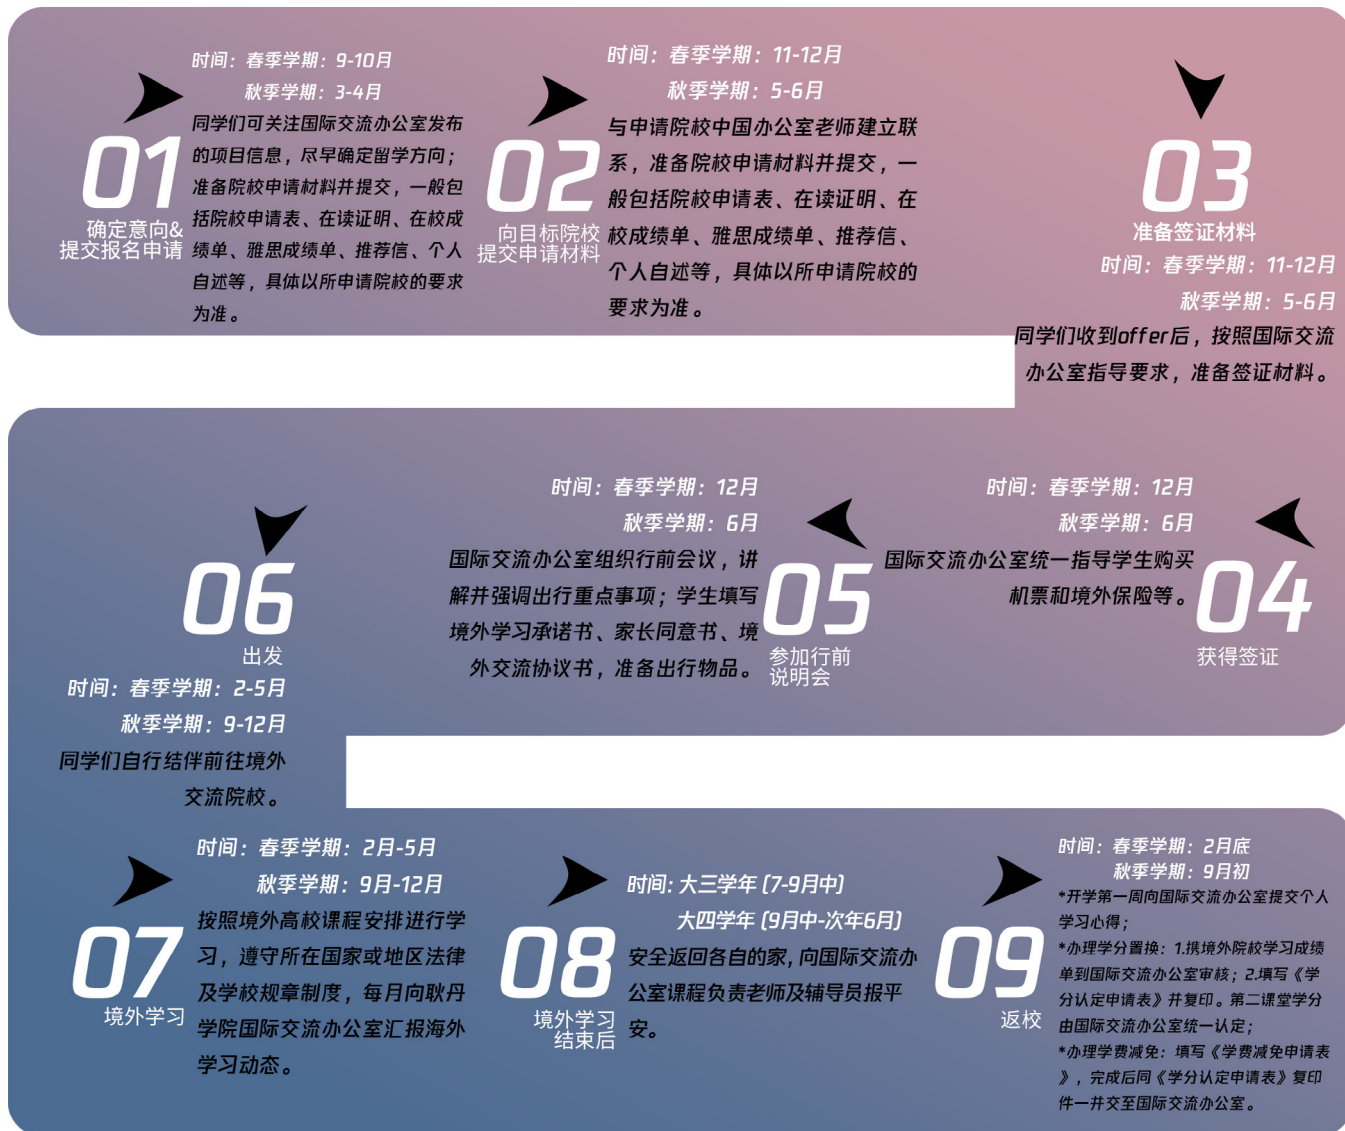 时间：春季学期：9-10月
秋季学期：3-4月
同学们可关注国际交流办公室发布
的项目信息，尽早确定留学方向；
准备院校申请材料并提交，一般包
括院校申请表、在读证明、在校成
绩单、雅思成绩单、推荐信、个人
自述等，具体以所申请院校的要求
为准。
01
确定意向&
提交报名申请
时间：春季学期：11-12月
秋季学期：5-6月
与申请院校中国办公室老师建立联
系，准备院校申请材料并提交，一
般包括院校申请表、在读证明、在
校成绩单、雅思成绩单、推荐信、
个人自述等，具体以所申请院校的
要求为准。
02
向目标院校
提交申请材料
03
准备签证材料
时间：春季学期：11-12月
秋季学期：5-6月
同学们收到offer后，按照国际交流
办公室指导要求，准备签证材料。
时间：春季学期：12月
秋季学期：6月
国际交流办公室统一指导学生购买
机票和境外保险等。
04
获得签证
时间：春季学期：12月
秋季学期：6月
国际交流办公室组织行前会议，讲
解并强调出行重点事项；学生填写
境外学习承诺书、家长同意书、境
外交流协议书，准备出行物品。
05
参加行前
说明会
06
出发
时间：春季学期：2-5月
秋季学期：9-12月
同学们自行结伴前往境外
交流院校。
时间：春季学期：2月-5月
秋季学期：9月-12月
按照境外高校课程安排进行学
习，遵守所在国家或地区法律
及学校规章制度，每月向耿丹
学院国际交流办公室汇报海外
学习动态。
07
境外学习
时间：大三学年（7-9月中）
大四学年（9月中-次年6月）
安全返回各自的家，向国际交流办
公室课程负责老师及辅导员报平
安。
08
境外学习
结束后
时间：春季学期：2月底
秋季学期：9月初
*开学第一周向国际交流办公室提交个人
学习心得；
*办理学分置换：1.携境外院校学习成绩
单到国际交流办公室审核；2.填写《学
分认定申请表》并复印。第二课堂学分
由国际交流办公室统一认定；
*办理学费减免：填写《学费减免申请表
》，完成后同《学分认定申请表》复印
件一并交至国际交流办公室。
09
返校